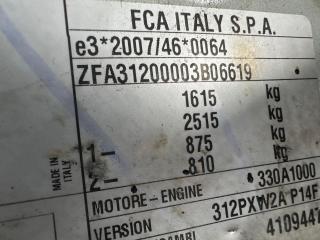 FCA ITALY S.P.A.
e3*2007/46*0064
ZFA31200003B06619
1615 kg
2515 kg
1- 875 kg
2- 810 kg
MADE IN
ITALY
MOTORE - ENGINE 330A1000
VERSION 312PXW2A P14F
RICAMBI 4109447